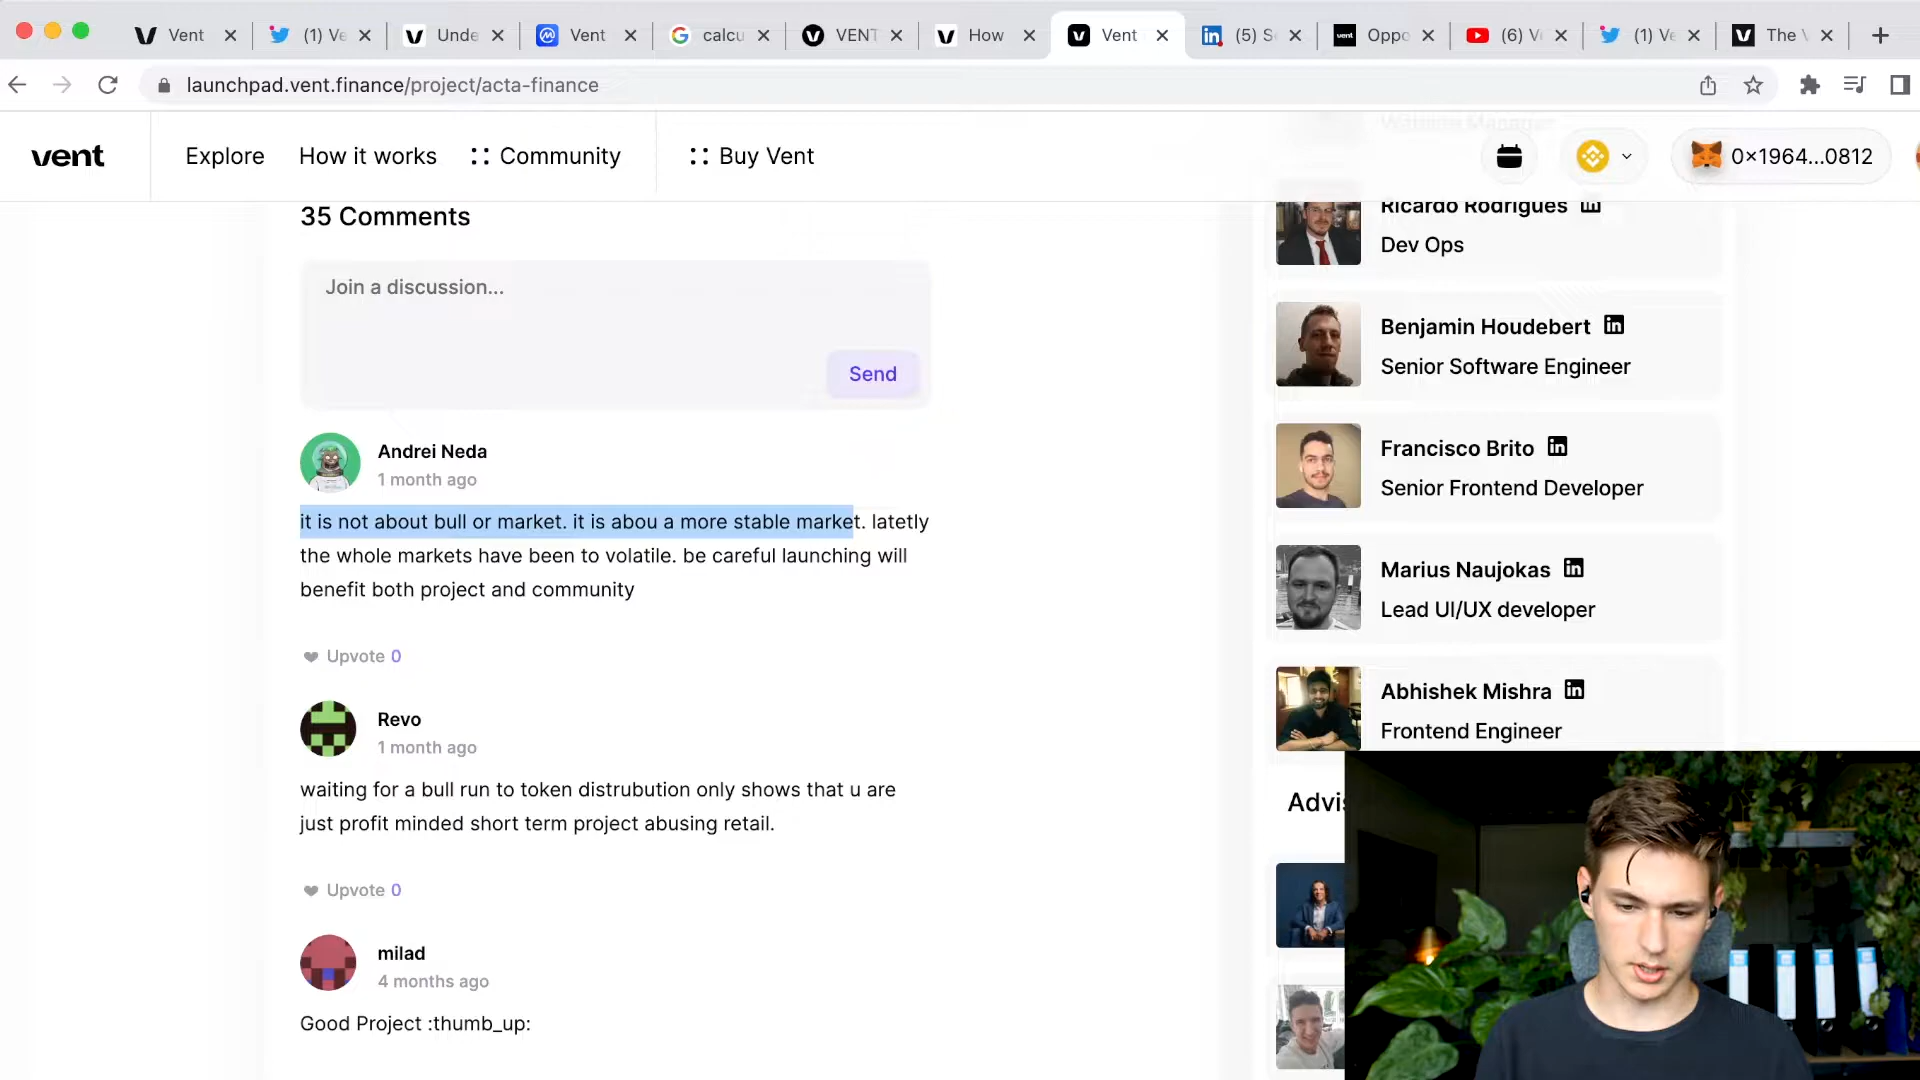 Vent
(1) Ve
Unde
Vent
calcu
VENT
How
Vent
(5) S
Oppo
(6) Vi
(1) Ve
The V
launchpad.vent.finance/project/acta-finance
vent
Explore
How it works
Community
Buy Vent
0×1964...0812
35 Comments
Join a discussion...
Send
Andrei Neda
1 month ago
it is not about bull or market. it is abou a more stable market. latetly
the whole markets have been to volatile. be careful launching will
benefit both project and community
Upvote 0
Revo
1 month ago
waiting for a bull run to token distrubution only shows that u are
just profit minded short term project abusing retail.
Upvote 0
milad
4 months ago
Good Project :thumb_up:
Ricardo Rodrigues
Dev Ops
Benjamin Houdebert
Senior Software Engineer
Francisco Brito
Senior Frontend Developer
Marius Naujokas
Lead UI/UX developer
Abhishek Mishra
Frontend Engineer
Advis